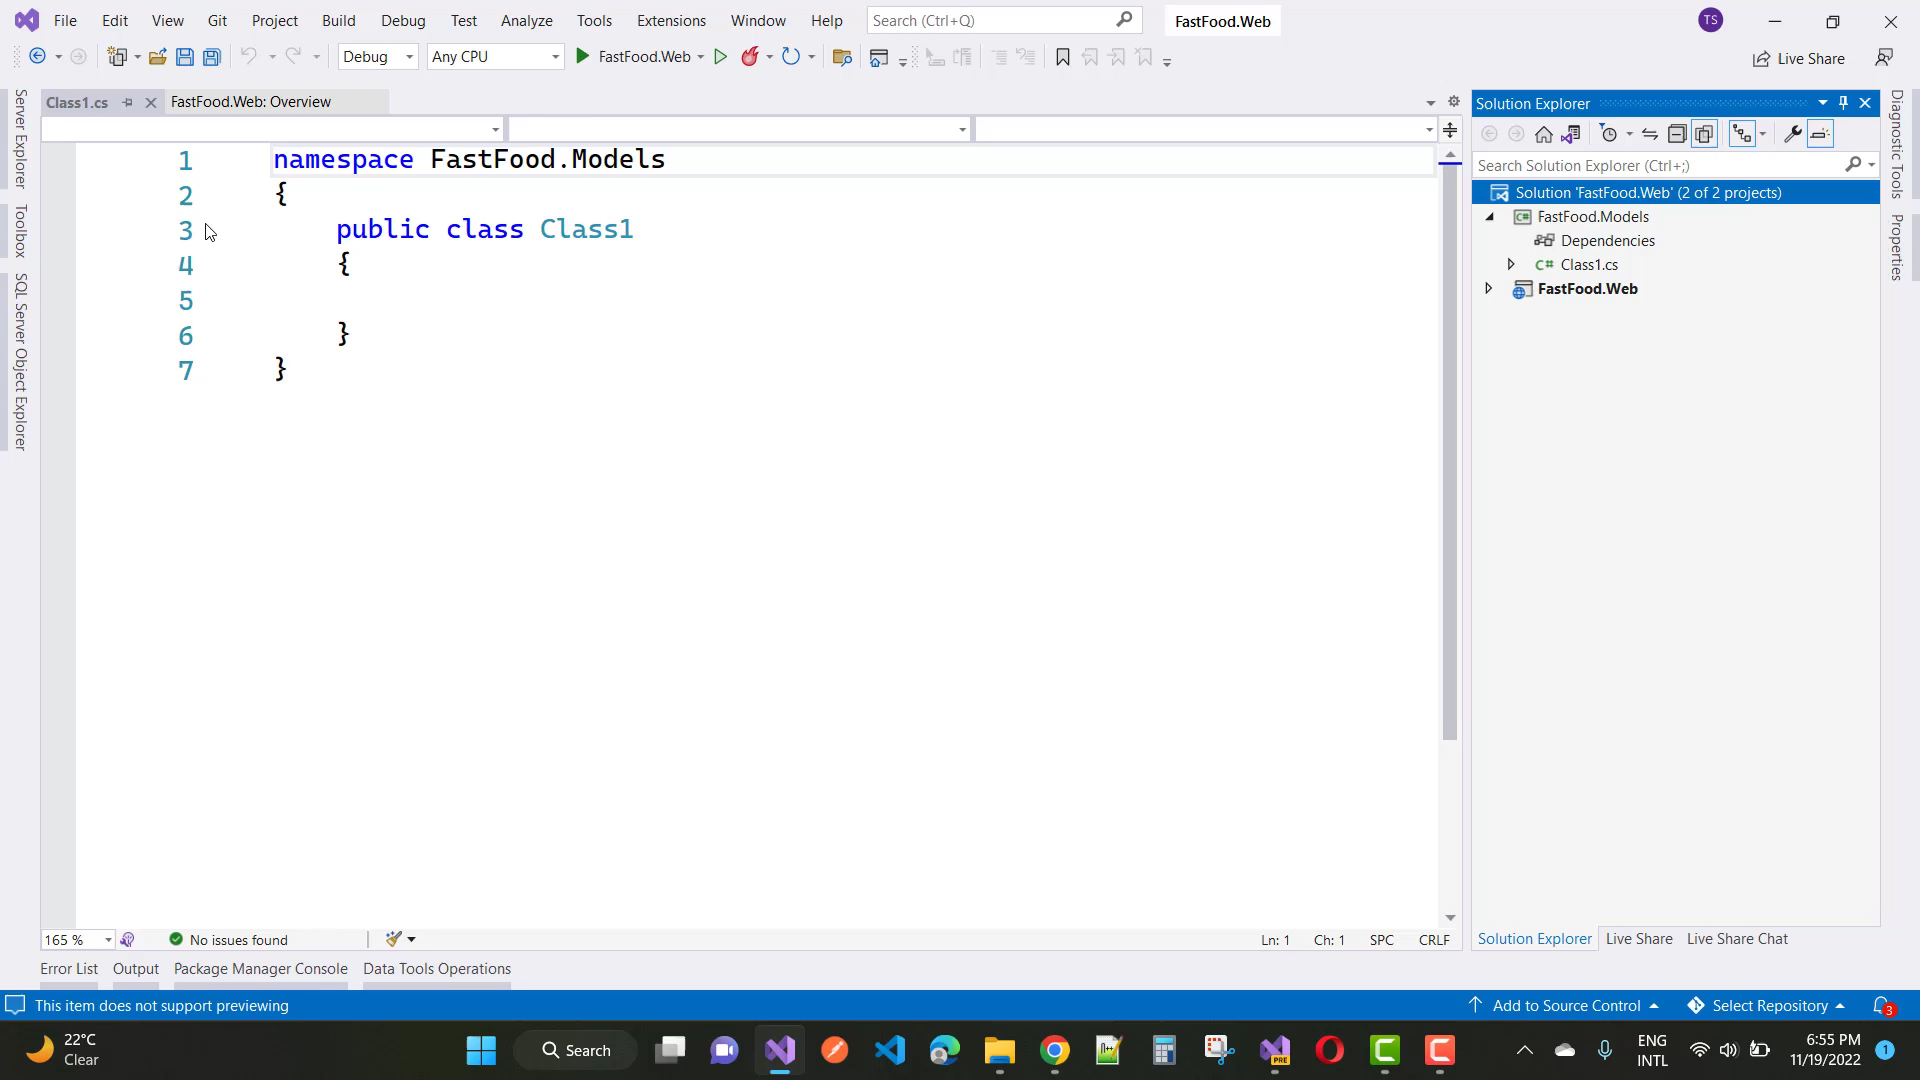 File Edit View Git Project Build Debug Test Analyze Tools Extensions Window Help Search (Ctrl+Q) FastFood.Web TS
Debug Any CPU FastFood.Web Live Share
Class1.cs FastFood.Web: Overview
Server Explorer
Toolbox
SQL Server Object Explorer
1 namespace FastFood.Models
2 {
3 public class Class1
4 {
5
6 }
7 }
Solution Explorer
Search Solution Explorer (Ctrl+;)
Solution 'FastFood.Web' (2 of 2 projects)
FastFood.Models
Dependencies
C# Class1.cs
FastFood.Web
Diagnostic Tools
Properties
165 % No issues found Ln: 1 Ch: 1 SPC CRLF
Solution Explorer Live Share Live Share Chat
Error List Output Package Manager Console Data Tools Operations
This item does not support previewing Add to Source Control Select Repository 3
22°C
Clear
Search
PRE
ENG
INTL
6:55 PM
11/19/2022
1